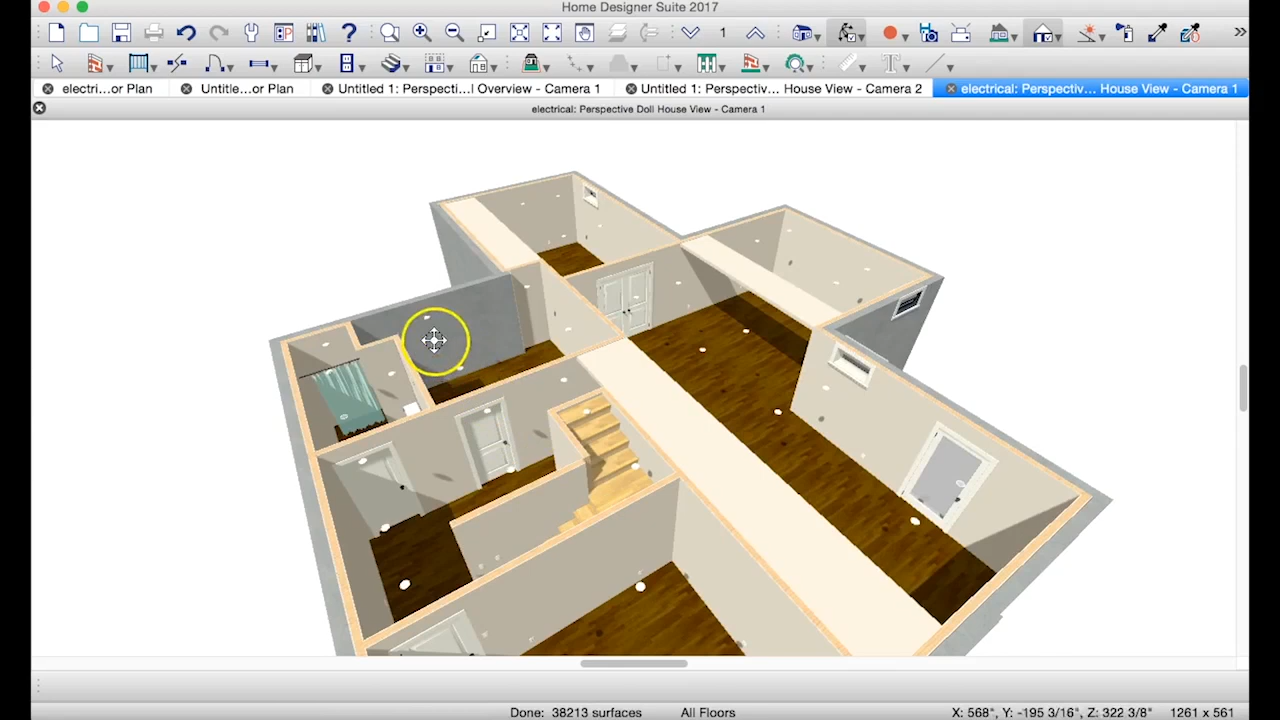 Home Designer Suite 2017
1
electri...or Plan
Untitle...or Plan
Untitled 1: Perspecti...l Overview - Camera 1
Untitled 1: Perspectiv... House View - Camera 2
electrical: Perspectiv... House View - Camera 1
electrical: Perspective Doll House View - Camera 1
Done: 38213 surfaces
All Floors
X: 568", Y: -195 3/16", Z: 322 3/8"
1261 x 561